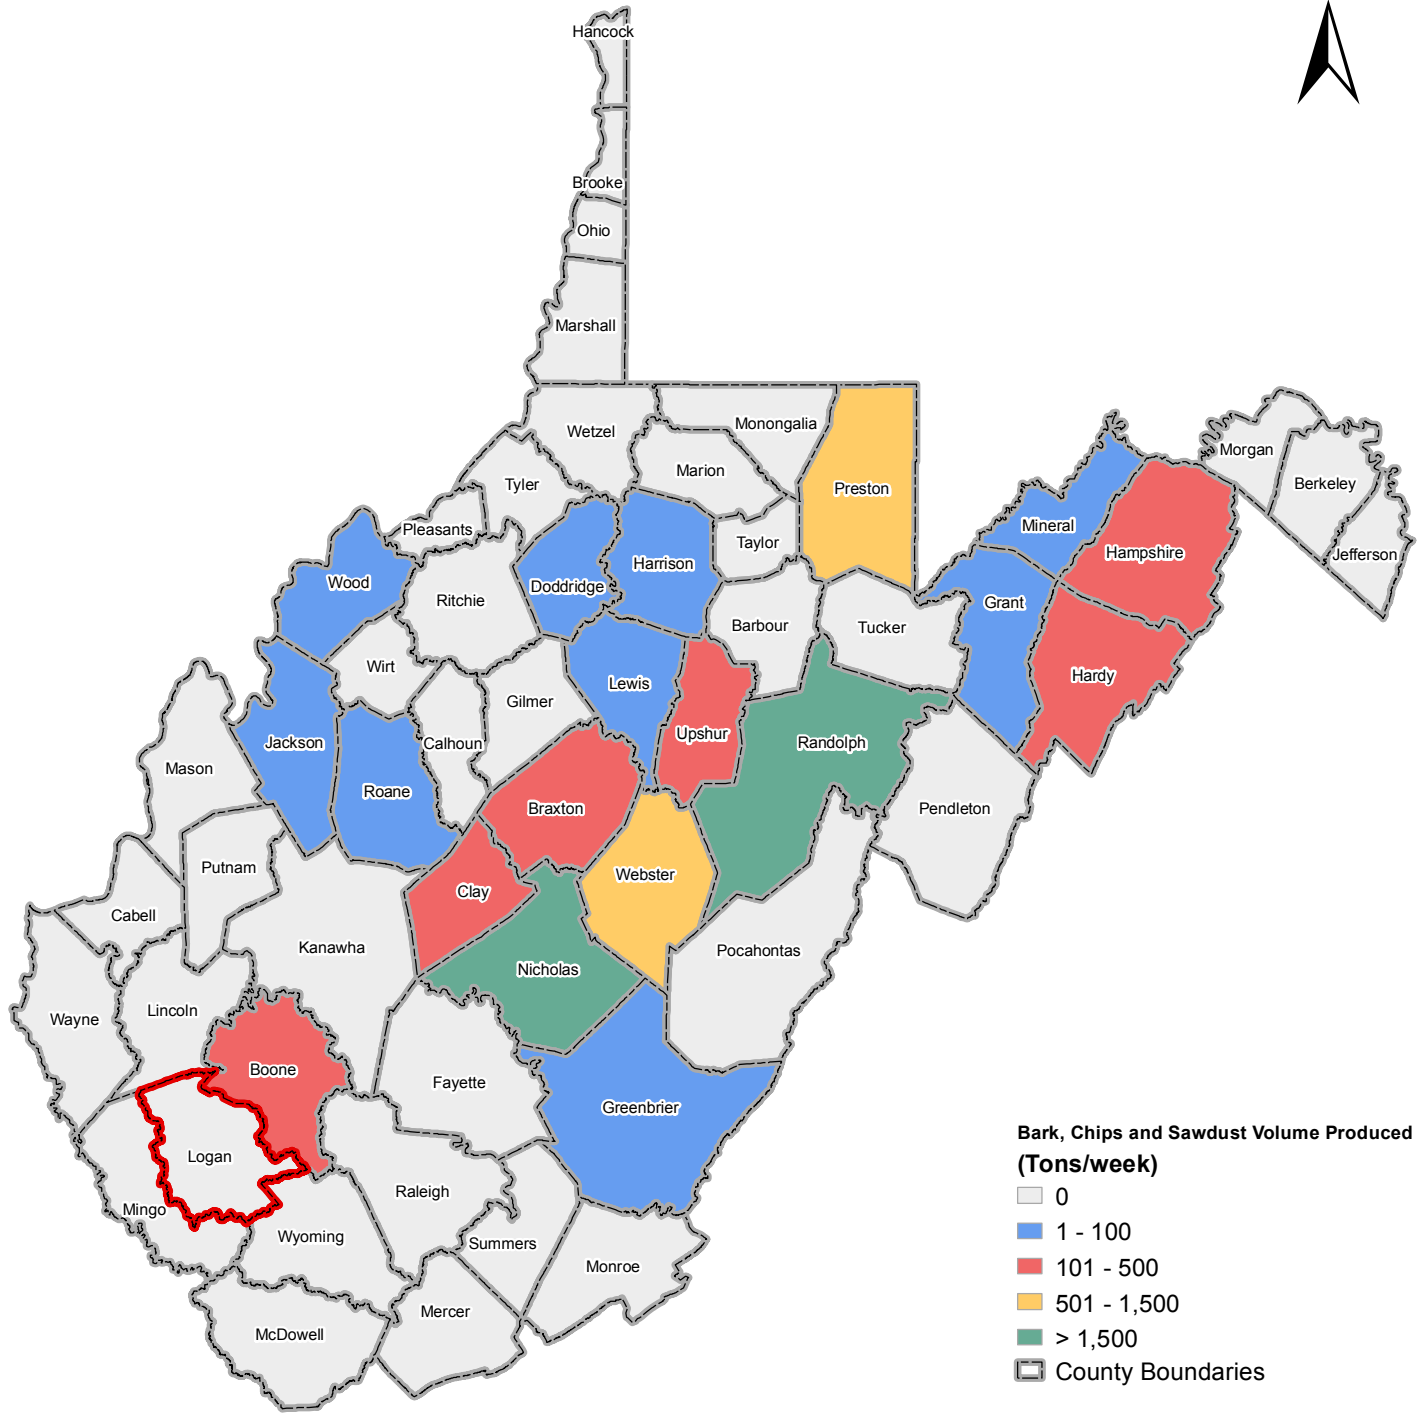 Hancock
Brooke
Ohio
Marshall
Wetzel
Monongalia
Marion
Tyler
Preston
Morgan
Berkeley
Pleasants
Taylor
Mineral
Hampshire
Jefferson
Wood
Ritchie
Doddridge
Harrison
Grant
Barbour
Tucker
Wirt
Lewis
Hardy
Gilmer
Upshur
Randolph
Jackson
Calhoun
Mason
Roane
Braxton
Pendleton
Putnam
Webster
Clay
Cabell
Kanawha
Pocahontas
Nicholas
Lincoln
Wayne
Boone
Fayette
Greenbrier
Logan
Raleigh
Mingo
Wyoming
Summers
Monroe
Mercer
McDowell
Bark, Chips and Sawdust Volume Produced
(Tons/week)
0
1 - 100
101 - 500
501 - 1,500
> 1,500
County Boundaries